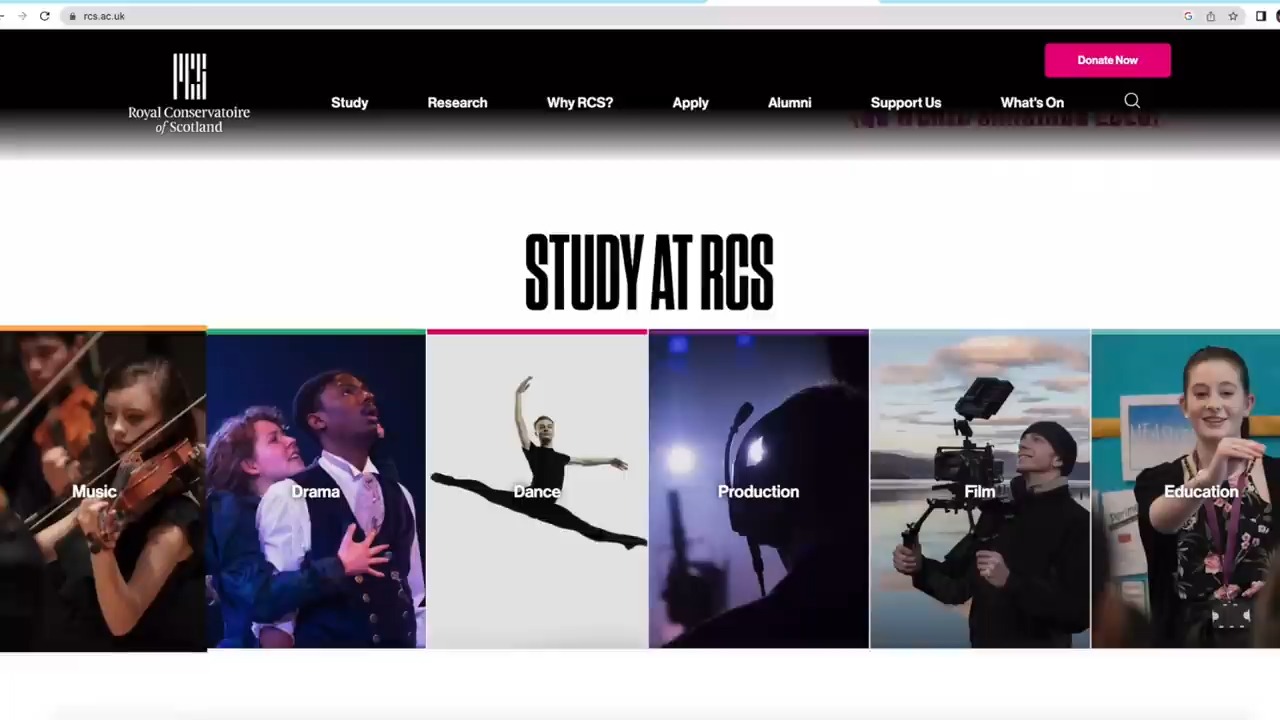 rcs.ac.uk
Donate Now
Royal Conservatoire
of Scotland
Study Research Why RCS? Apply Alumni Support Us What's On
STUDY AT RCS
Music Drama Dance Production Film Education